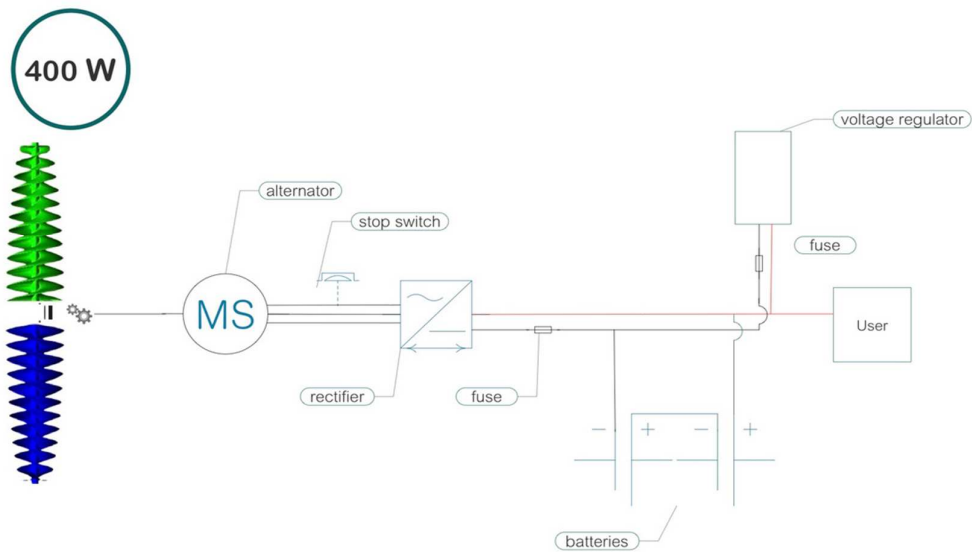 400 W
voltage regulator
alternator
stop switch
fuse
MS
User
rectifier
fuse
− + − +
batteries